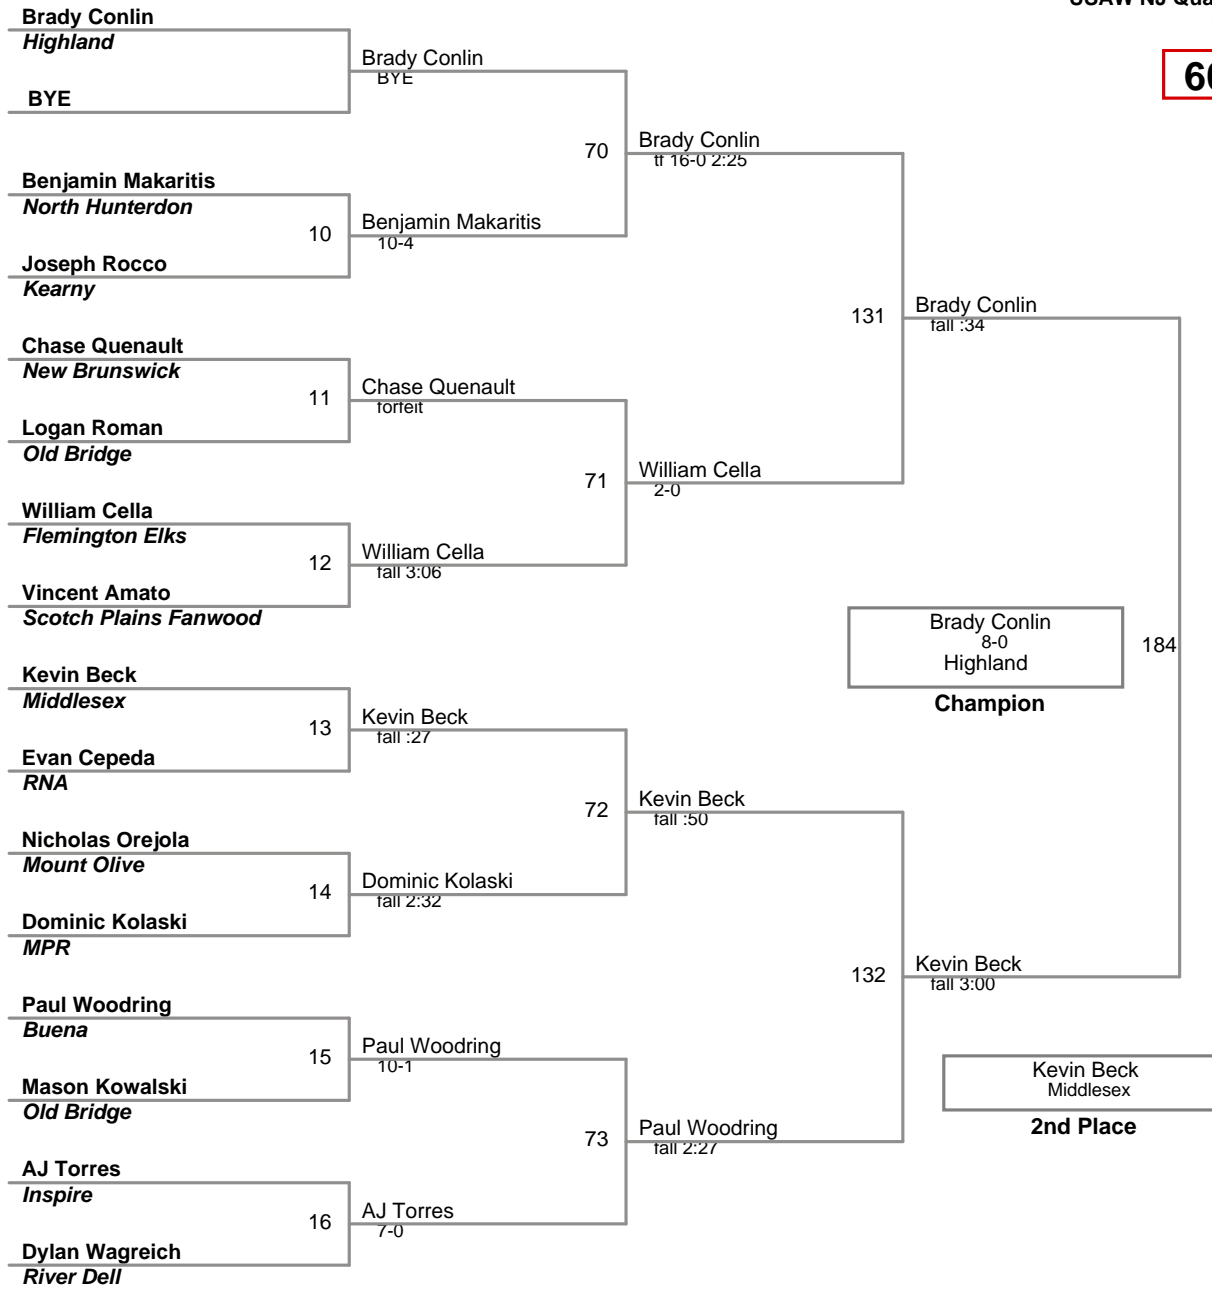 USAW NJ Qua
60
Brady Conlin
Highland
BYE
Brady Conlin
BYE
70
Brady Conlin
tf 16-0 2:25
Benjamin Makaritis
North Hunterdon
10
Benjamin Makaritis
10-4
Joseph Rocco
Kearny
131
Brady Conlin
fall :34
Chase Quenault
New Brunswick
11
Chase Quenault
forfeit
Logan Roman
Old Bridge
71
William Cella
2-0
William Cella
Flemington Elks
12
William Cella
fall 3:06
Vincent Amato
Scotch Plains Fanwood
Brady Conlin
8-0
Highland
Champion
184
Kevin Beck
Middlesex
13
Kevin Beck
fall :27
Evan Cepeda
RNA
72
Kevin Beck
fall :50
Nicholas Orejola
Mount Olive
14
Dominic Kolaski
fall 2:32
Dominic Kolaski
MPR
132
Kevin Beck
fall 3:00
Paul Woodring
Buena
15
Paul Woodring
10-1
Mason Kowalski
Old Bridge
Kevin Beck
Middlesex
2nd Place
73
Paul Woodring
fall 2:27
AJ Torres
Inspire
16
AJ Torres
7-0
Dylan Wagreich
River Dell